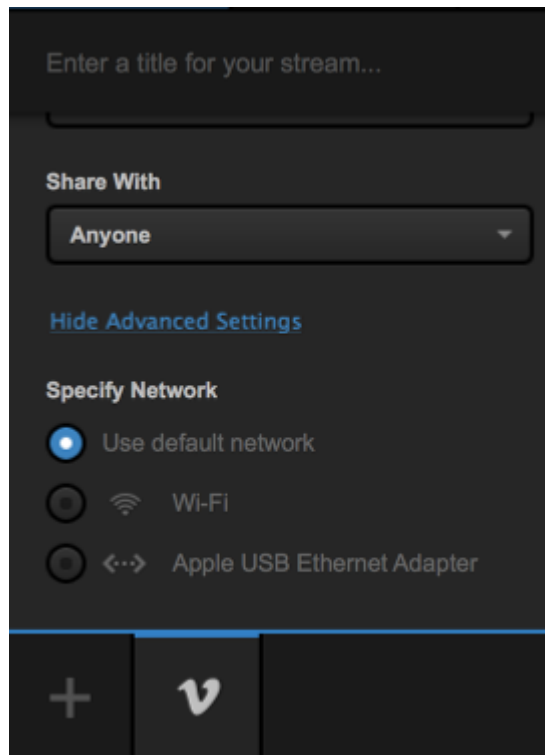 Enter a title for your stream...
Share With
Anyone
Hide Advanced Settings
Specify Network
Use default network
Wi-Fi
Apple USB Ethernet Adapter